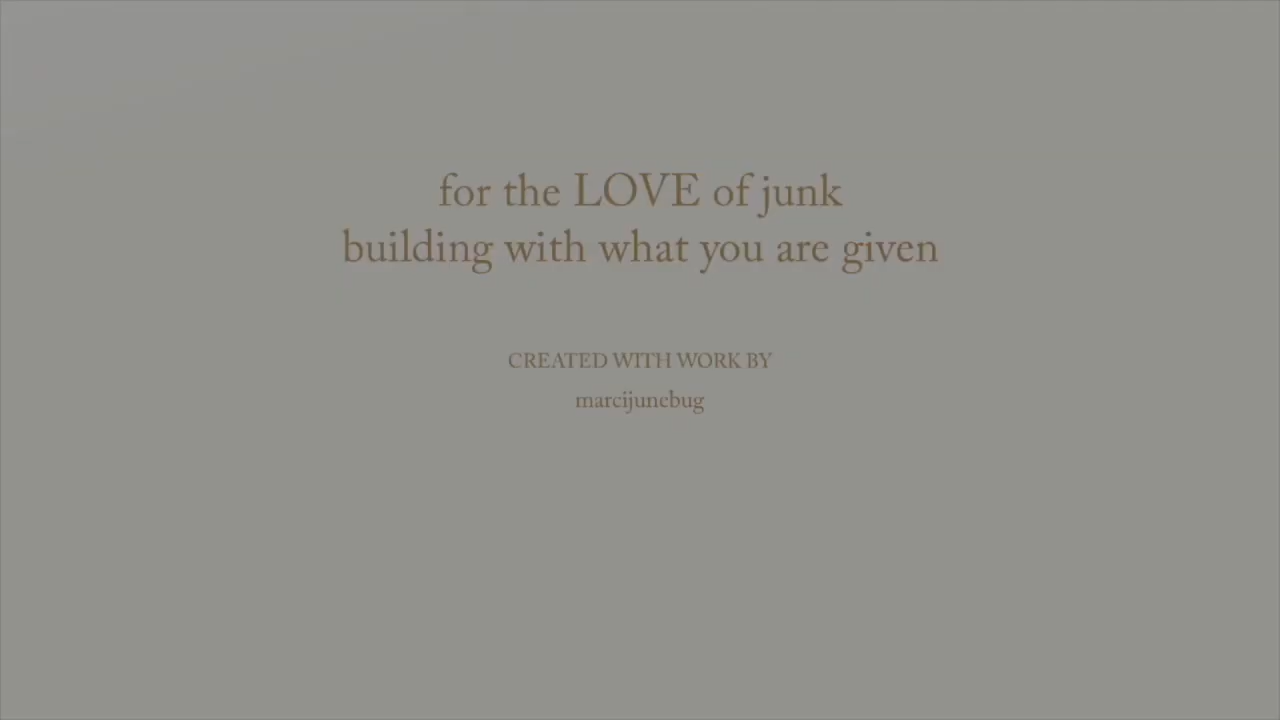 for the LOVE of junk
building with what you are given
CREATED WITH WORK BY
marcijunebug